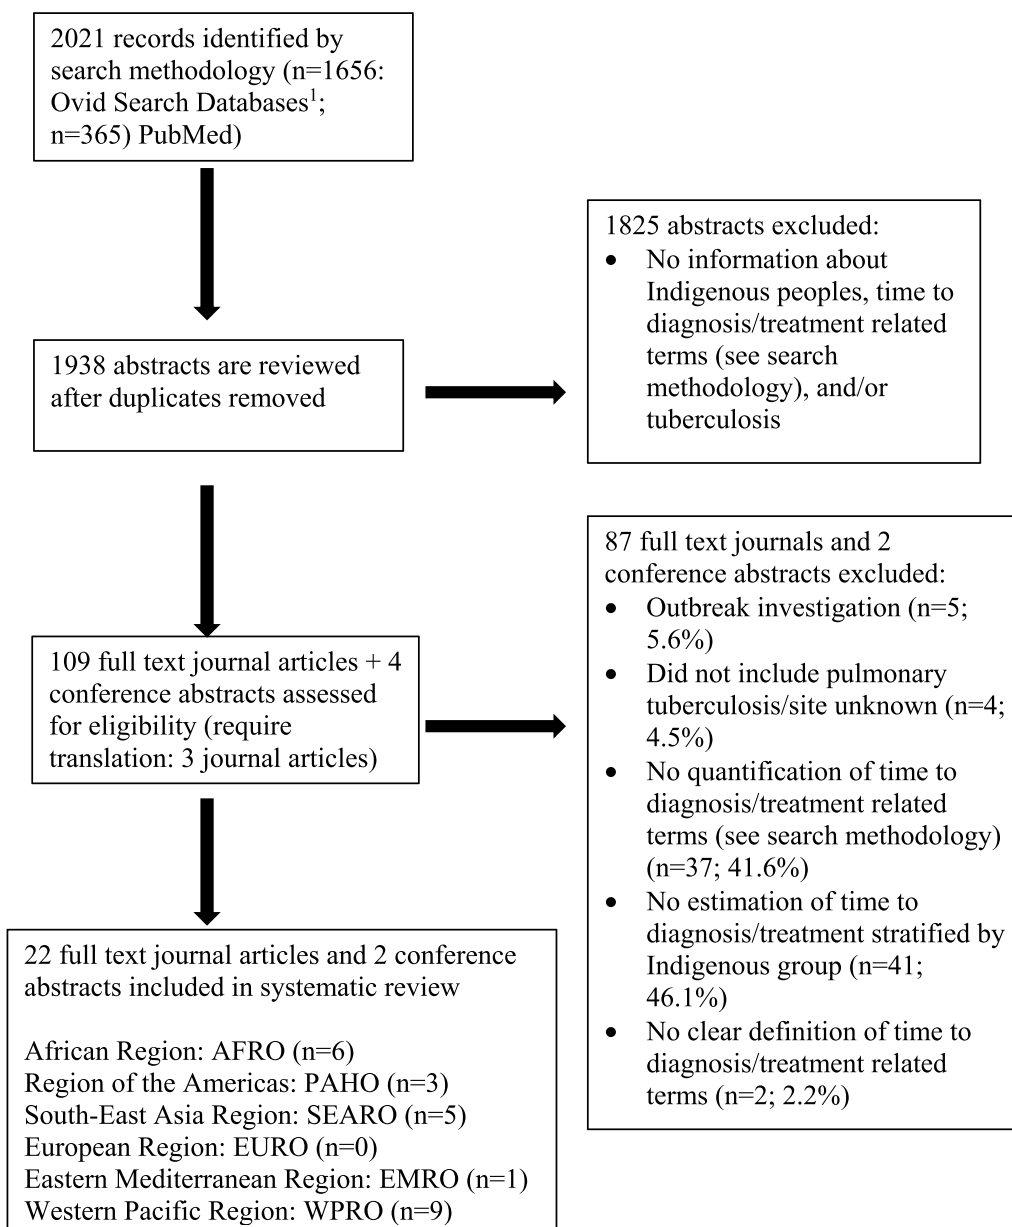 2021 records identified by
search methodology (n=1656:
Ovid Search Databases1;
n=365) PubMed)
1825 abstracts excluded:
• No information about
Indigenous peoples, time to
diagnosis/treatment related
terms (see search
methodology), and/or
tuberculosis
1938 abstracts are reviewed
after duplicates removed
87 full text journals and 2
conference abstracts excluded:
• Outbreak investigation (n=5;
5.6%)
• Did not include pulmonary
tuberculosis/site unknown (n=4;
4.5%)
• No quantification of time to
diagnosis/treatment related
terms (see search methodology)
(n=37; 41.6%)
• No estimation of time to
diagnosis/treatment stratified by
Indigenous group (n=41;
46.1%)
• No clear definition of time to
diagnosis/treatment related
terms (n=2; 2.2%)
109 full text journal articles + 4
conference abstracts assessed
for eligibility (require
translation: 3 journal articles)
22 full text journal articles and 2 conference
abstracts included in systematic review
African Region: AFRO (n=6)
Region of the Americas: PAHO (n=3)
South-East Asia Region: SEARO (n=5)
European Region: EURO (n=0)
Eastern Mediterranean Region: EMRO (n=1)
Western Pacific Region: WPRO (n=9)